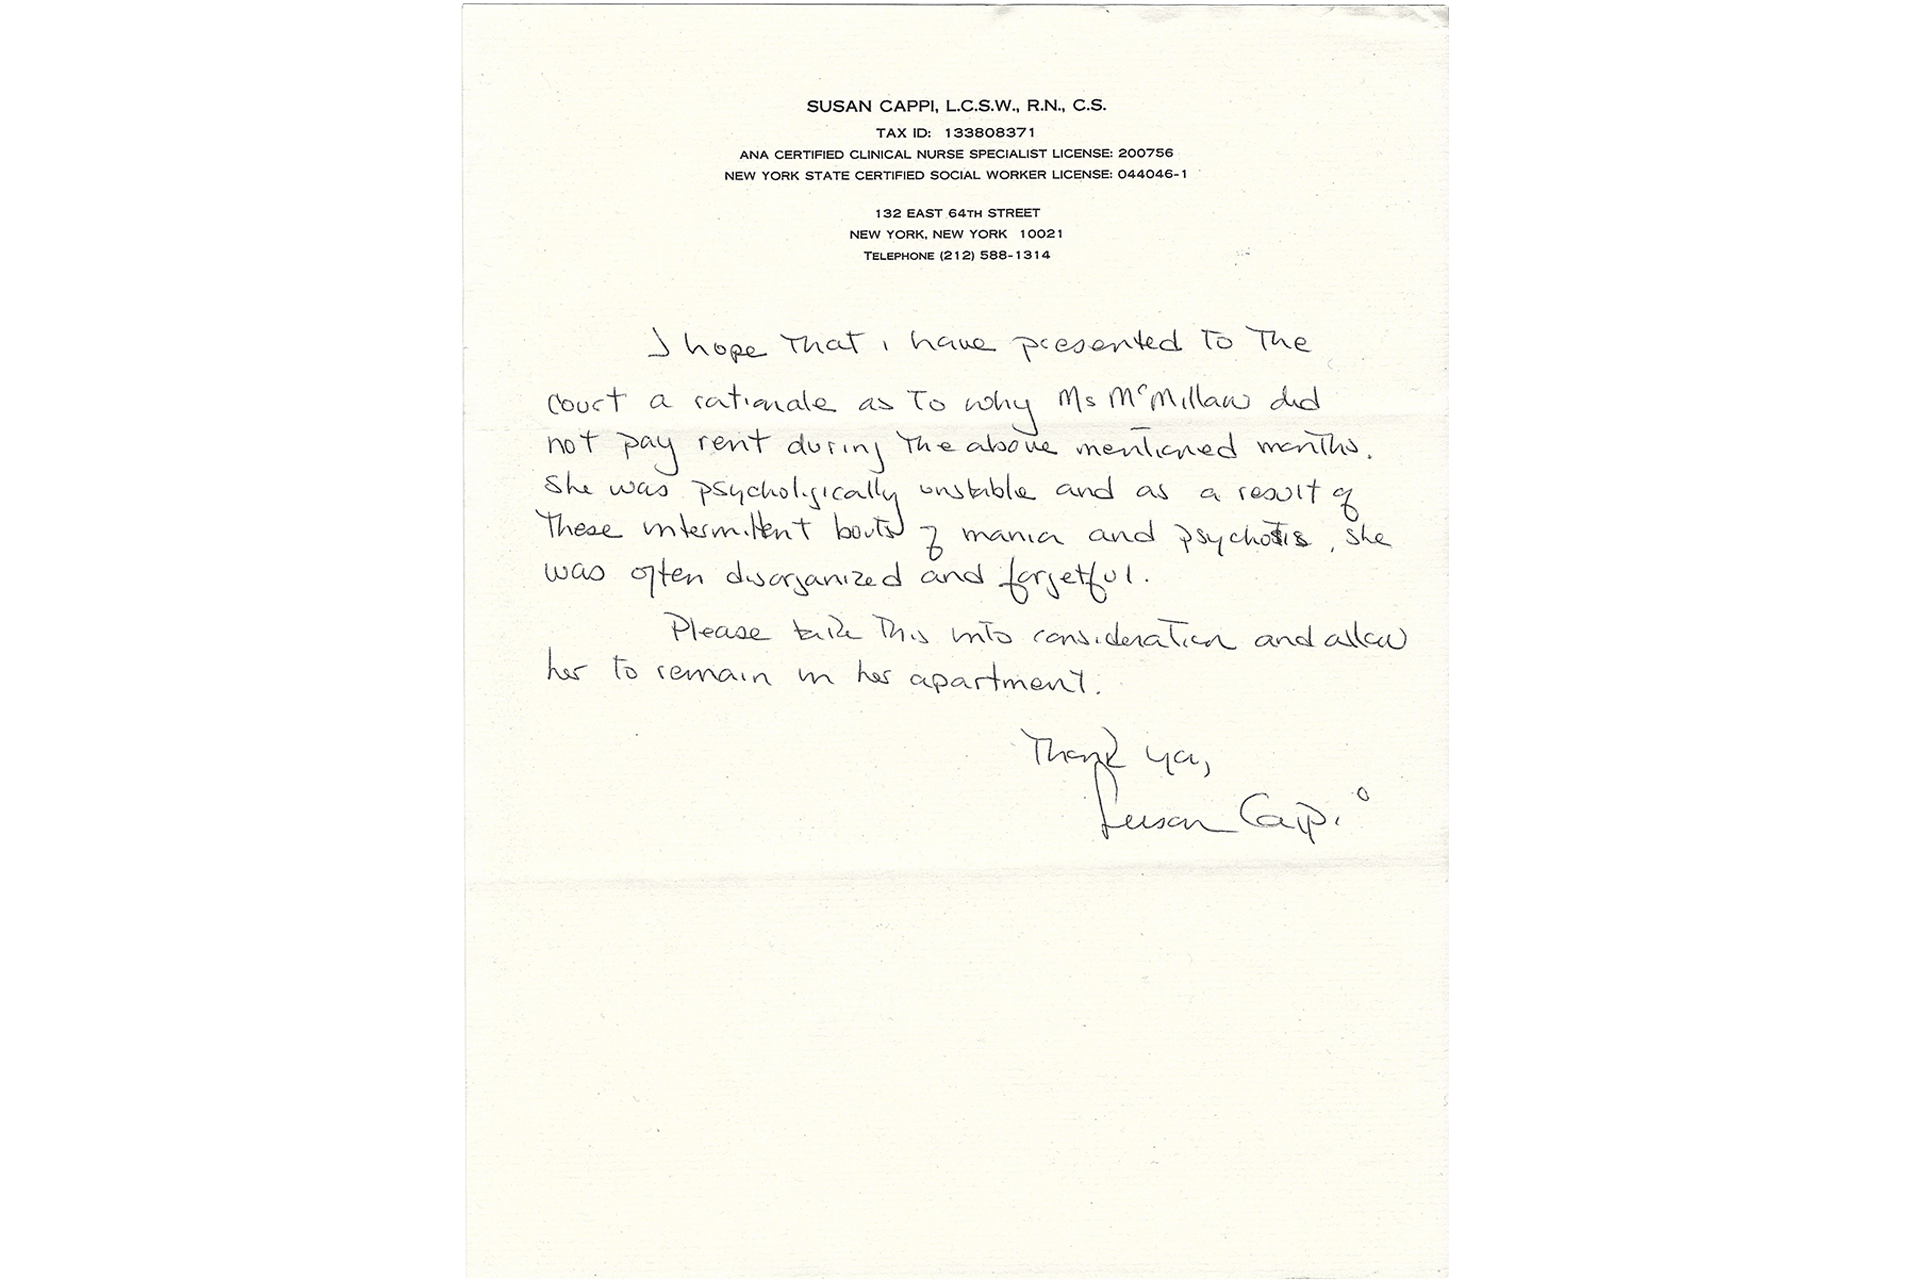 SUSAN CAPPI, L.C.S.W., R.N., C.S.
TAX ID: 133808371
ANA CERTIFIED CLINICAL NURSE SPECIALIST LICENSE: 200756
NEW YORK STATE CERTIFIED SOCIAL WORKER LICENSE: 044046-1
132 EAST 64TH STREET
NEW YORK, NEW YORK 10021
TELEPHONE (212) 588-1314
I hope that i have presented to the
court a rationale as to why Ms McMillan did
not pay rent during the above mentioned months.
She was psychologically unstable and as a result of
these intermittent bouts of mania and psychosis, she
was often disorganized and forgetful.
Please take this into consideration and allow
her to remain in her apartment.
Thank you,
Susan Cappi